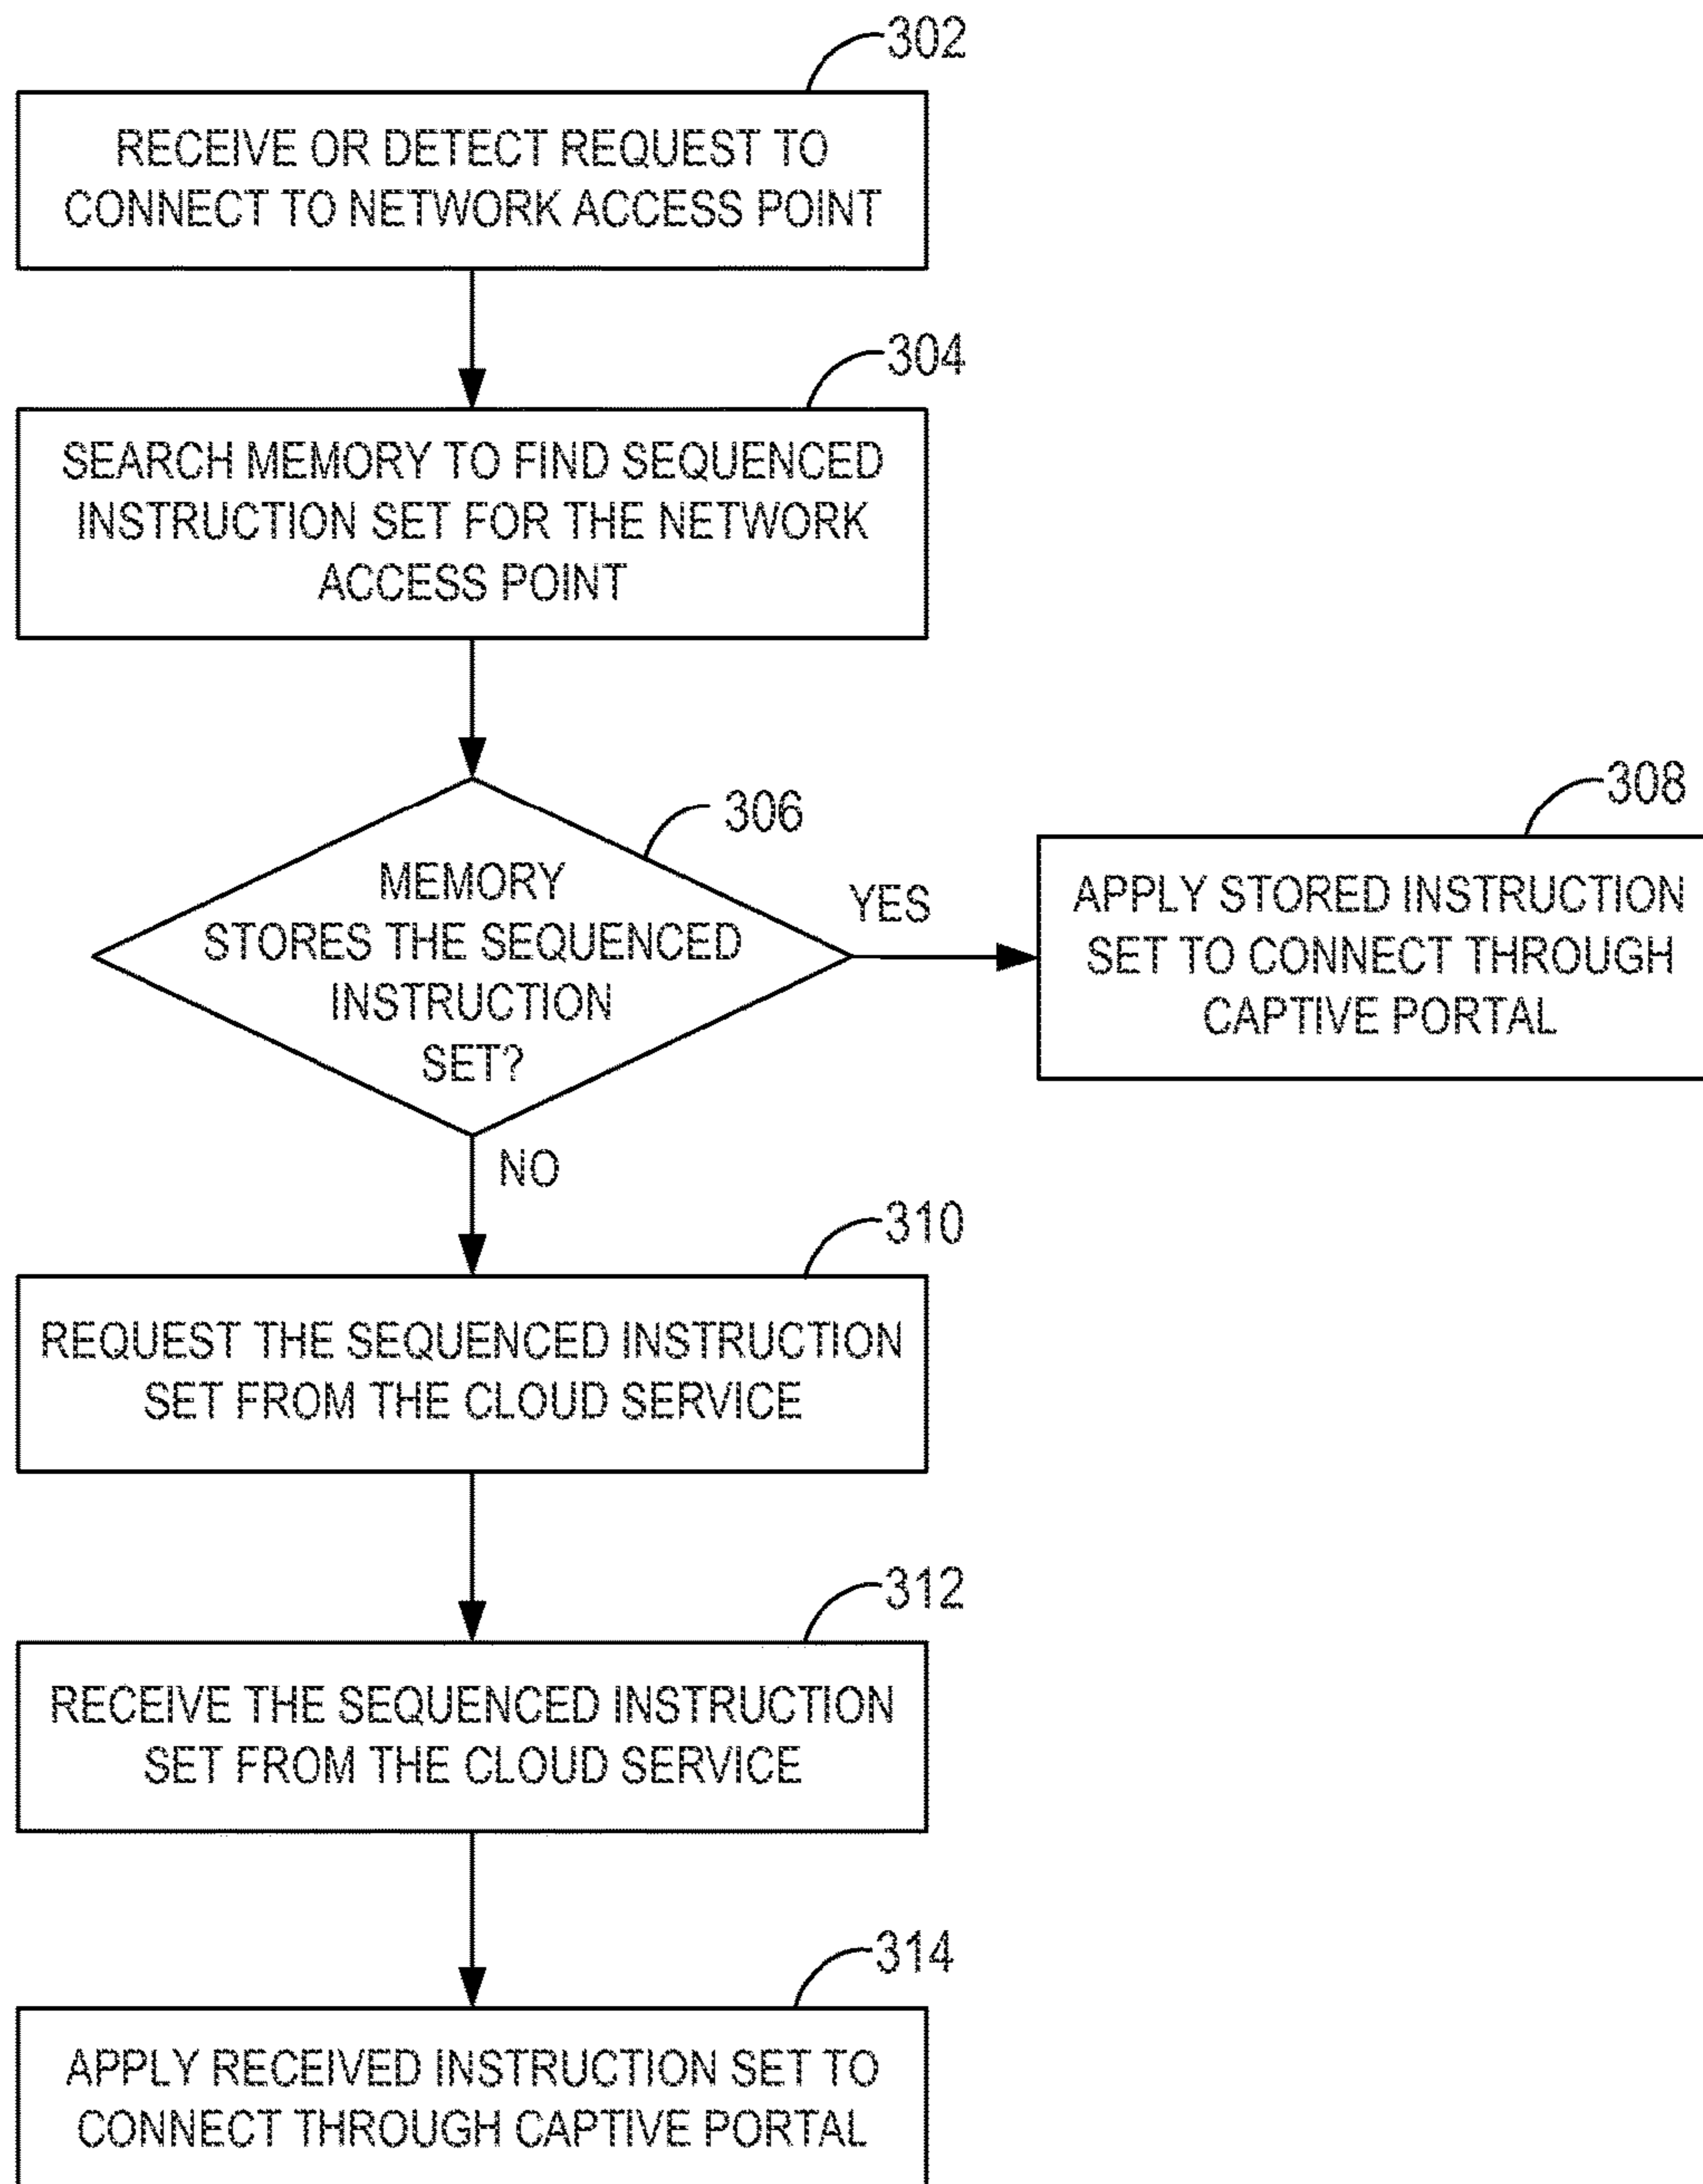 302
RECEIVE OR DETECT REQUEST TO
CONNECT TO NETWORK ACCESS POINT
304
SEARCH MEMORY TO FIND SEQUENCED
INSTRUCTION SET FOR THE NETWORK
ACCESS POINT
306
MEMORY
STORES THE SEQUENCED
INSTRUCTION
SET?
YES
308
APPLY STORED INSTRUCTION
SET TO CONNECT THROUGH
CAPTIVE PORTAL
NO
310
REQUEST THE SEQUENCED INSTRUCTION
SET FROM THE CLOUD SERVICE
312
RECEIVE THE SEQUENCED INSTRUCTION
SET FROM THE CLOUD SERVICE
314
APPLY RECEIVED INSTRUCTION SET TO
CONNECT THROUGH CAPTIVE PORTAL